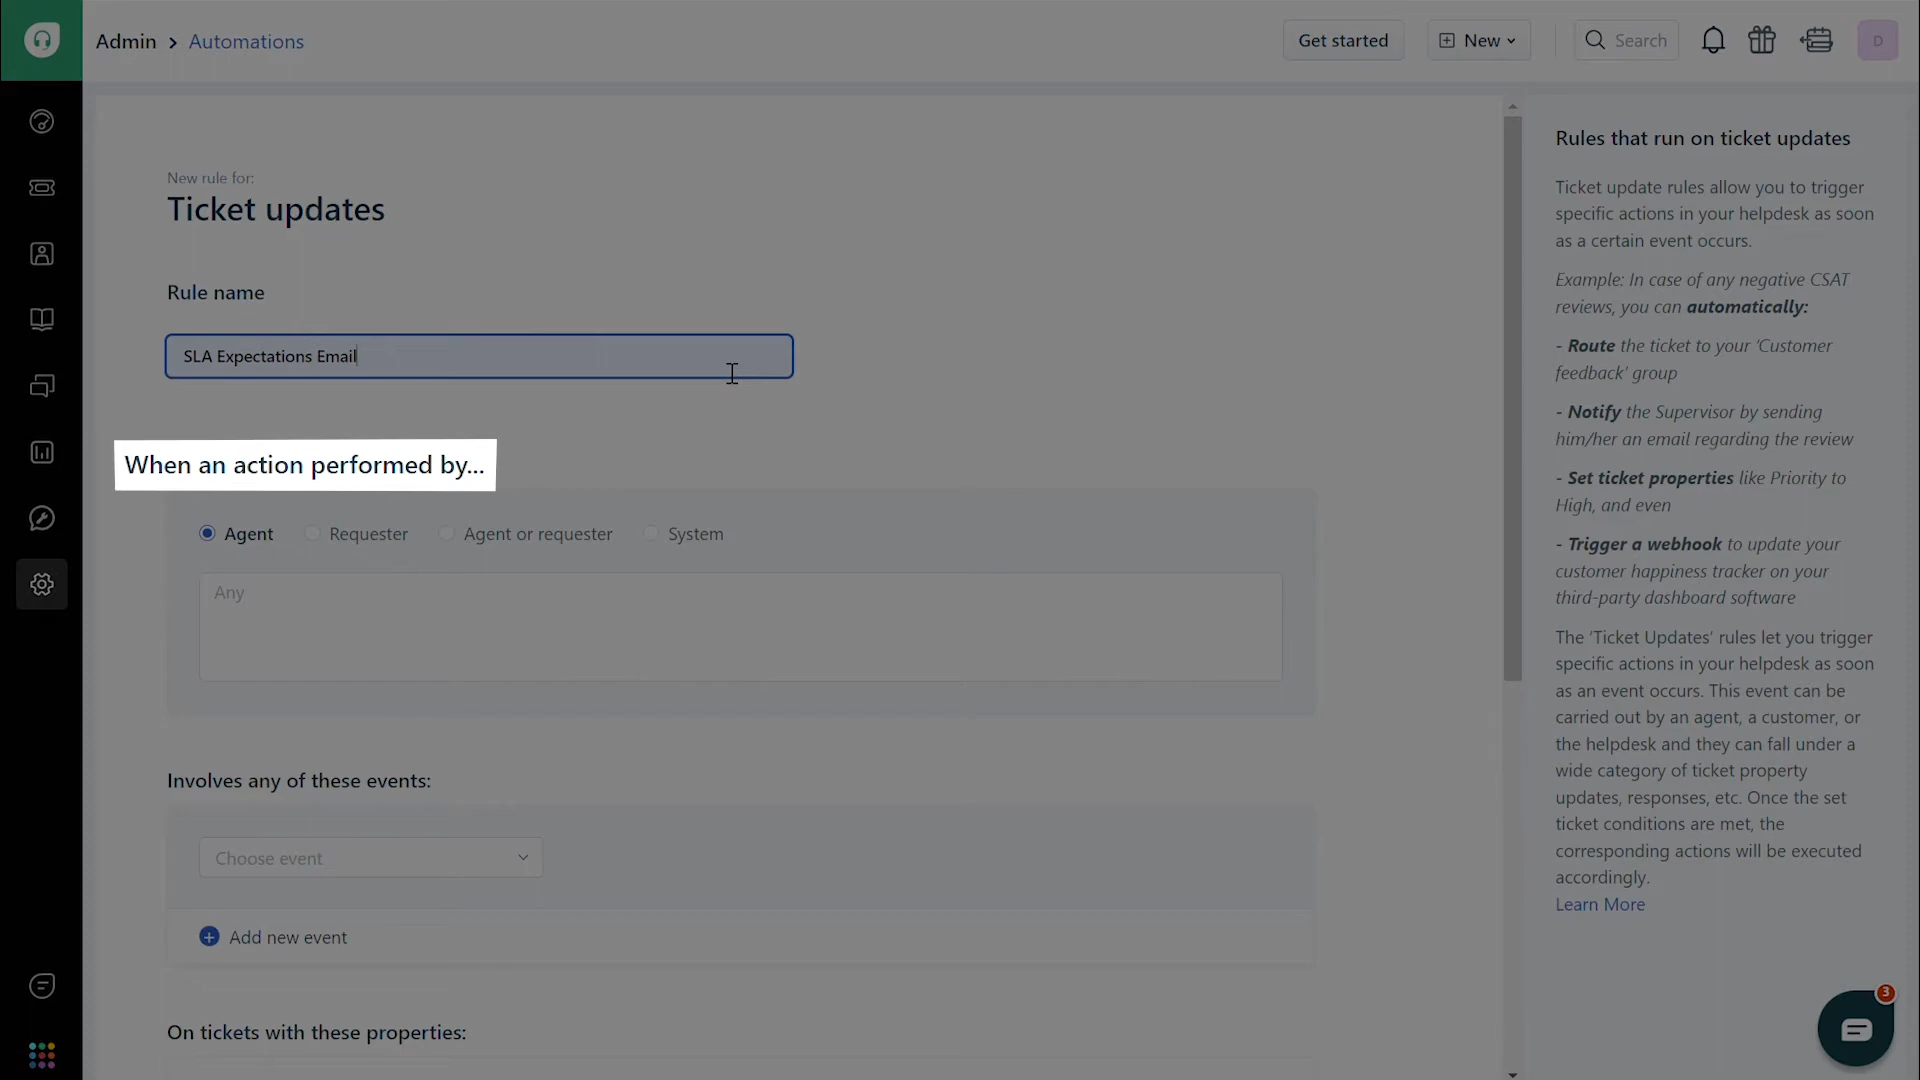 Admin > Automations
Get started
New
Search
D
New rule for:
Ticket updates
Rule name
SLA Expectations Email
When an action performed by...
Agent
Requester
Agent or requester
System
Any
Involves any of these events:
Choose event
Add new event
On tickets with these properties:
Rules that run on ticket updates
Ticket update rules allow you to trigger
specific actions in your helpdesk as soon
as a certain event occurs.
Example: In case of any negative CSAT
reviews, you can automatically:
- Route the ticket to your ‘Customer
feedback’ group
- Notify the Supervisor by sending
him/her an email regarding the review
- Set ticket properties like Priority to
High, and even
- Trigger a webhook to update your
customer happiness tracker on your
third-party dashboard software
The ‘Ticket Updates’ rules let you trigger
specific actions in your helpdesk as soon
as an event occurs. This event can be
carried out by an agent, a customer, or
the helpdesk and they can fall under a
wide category of ticket property
updates, responses, etc. Once the set
ticket conditions are met, the
corresponding actions will be executed
accordingly.
Learn More
3